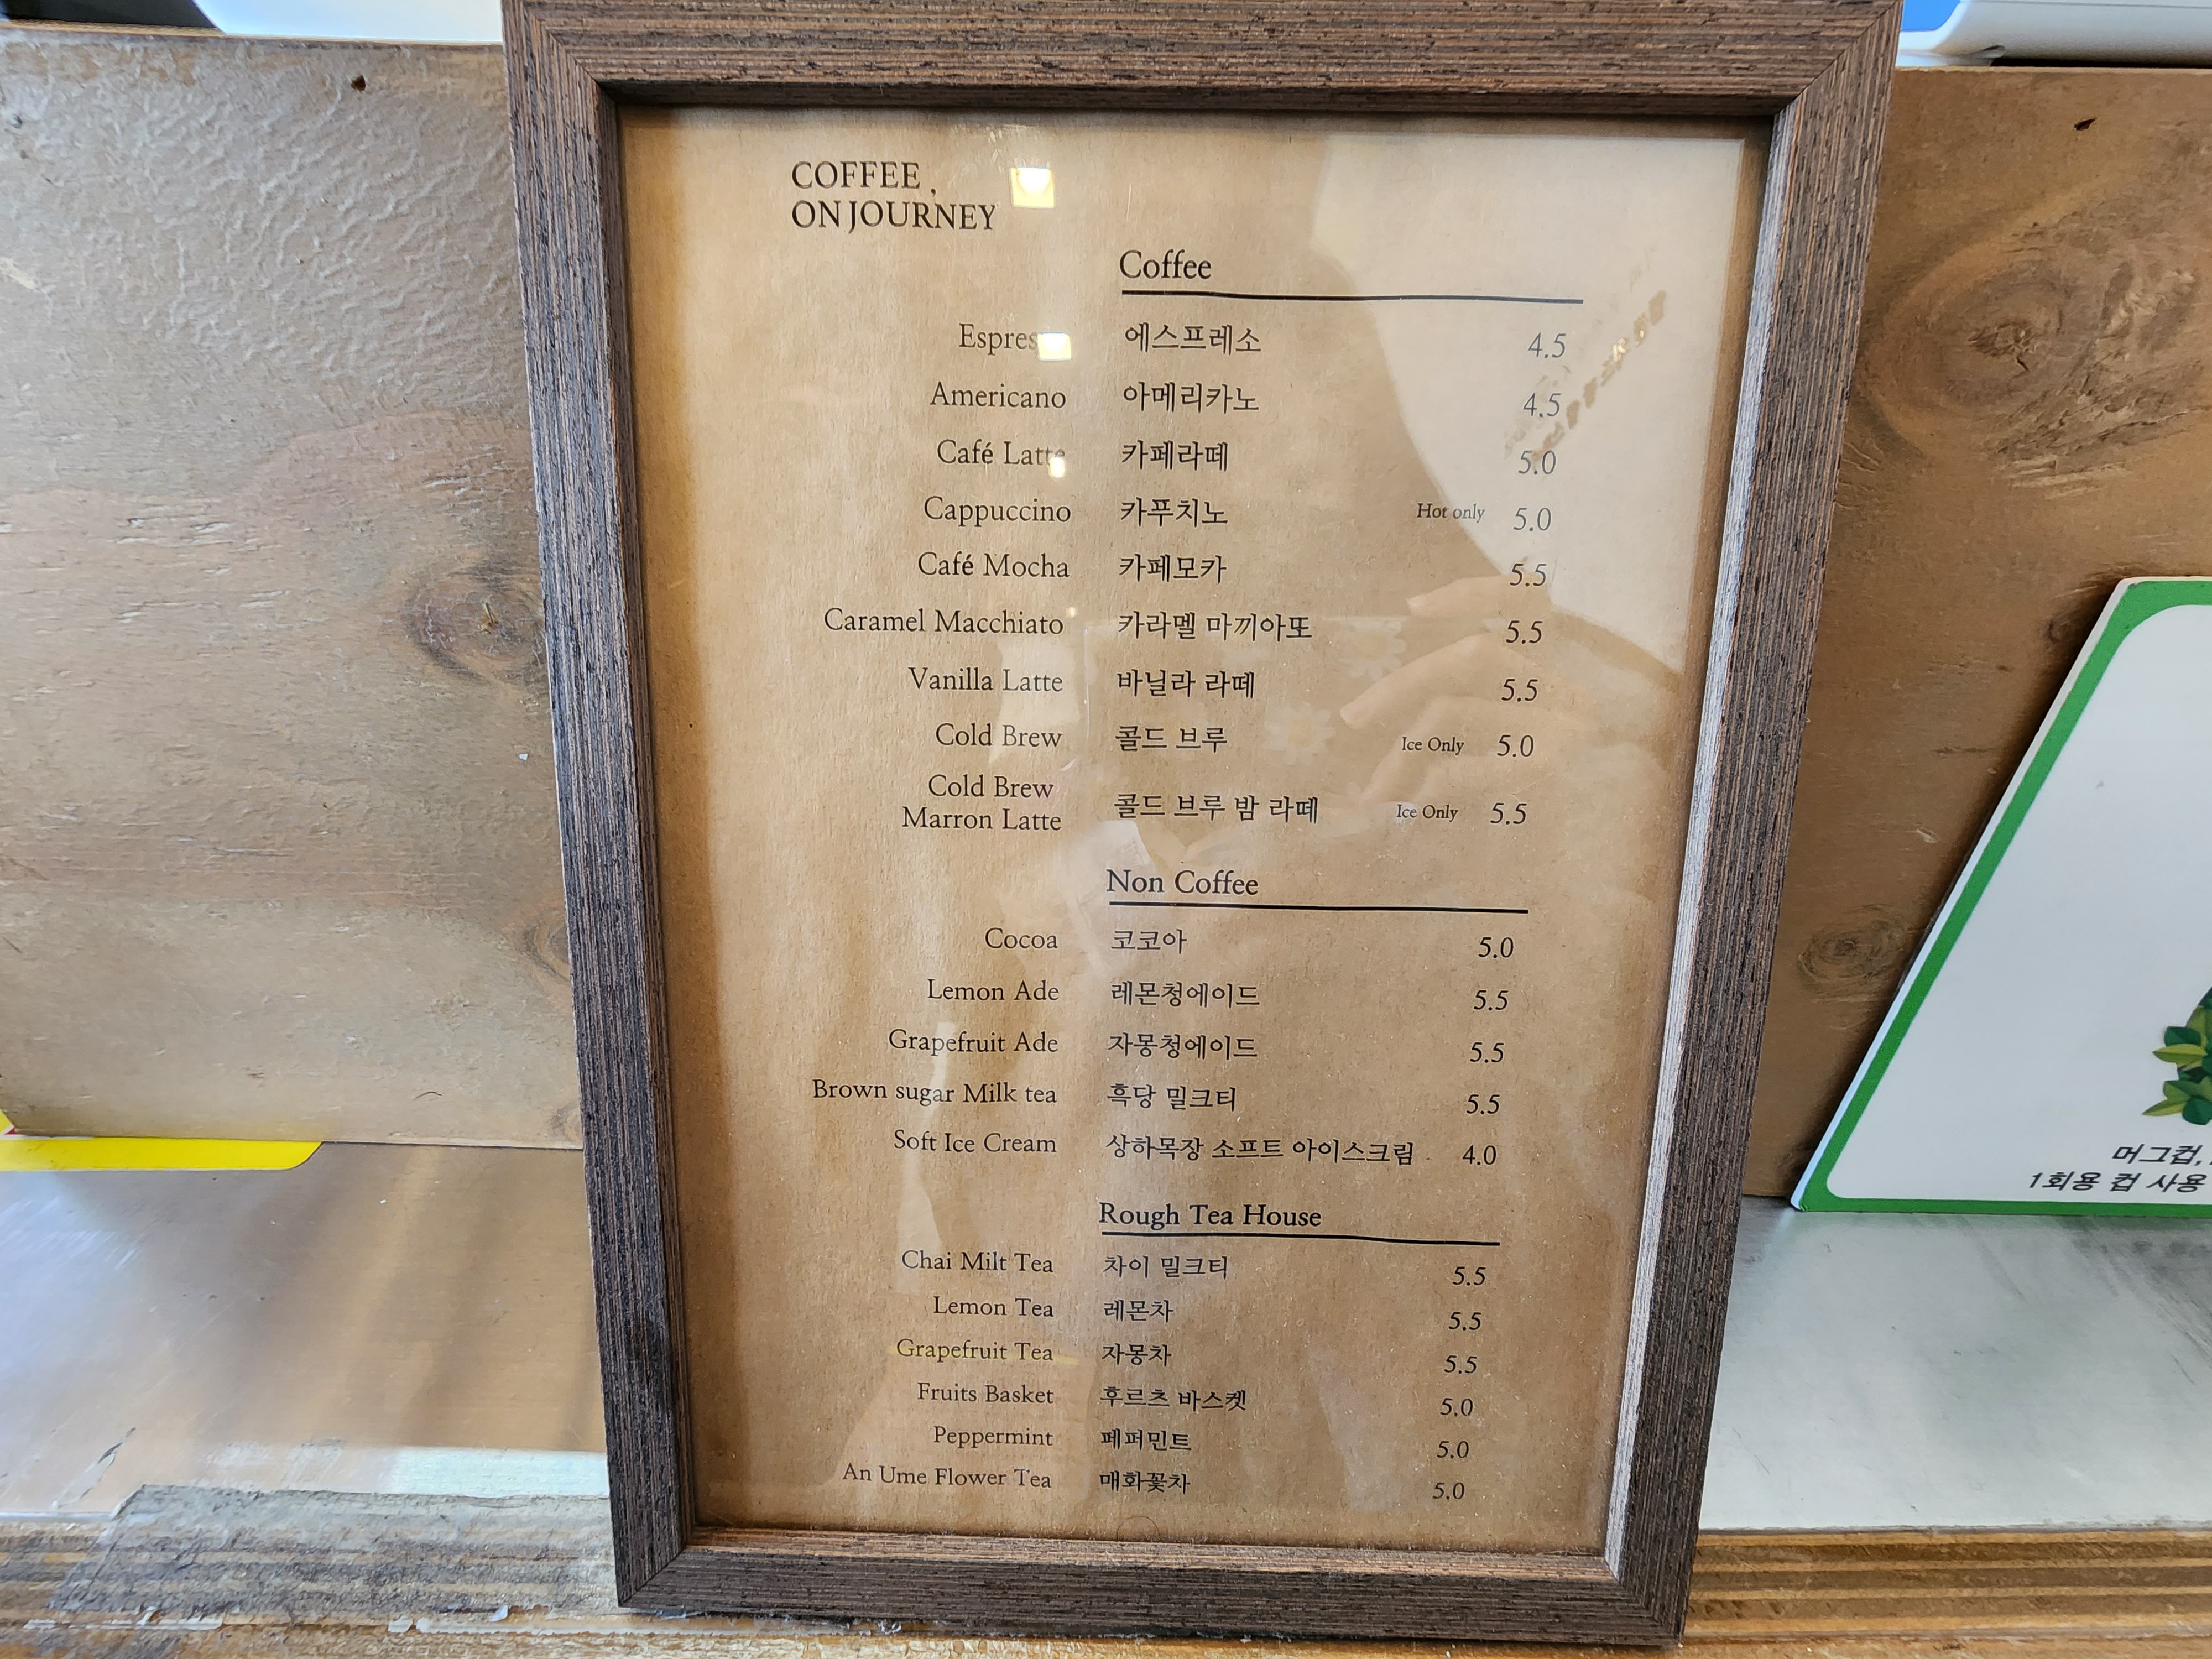 COFFEE,
ON JOURNEY
Coffee
에스프레소 4.5
Americano 아메리카노 4.5
Café Latte 카페라떼 5.0
Cappuccino 카푸치노 Hot only 5.0
Café Mocha 카페모카 5.5
Caramel Macchiato 카라멜 마끼아또 5.5
Vanilla Latte 바닐라 라떼 5.5
Cold Brew 콜드 브루 Ice Only 5.0
Cold Brew
Marron Latte 콜드 브루 밤 라떼 Ice Only 5.5
Non Coffee
Cocoa 코코아 5.0
Lemon Ade 레몬청에이드 5.5
Grapefruit Ade 자몽청에이드 5.5
Brown sugar Milk tea 흑당 밀크티 5.5
Soft Ice Cream 상하목장 소프트 아이스크림 4.0
Rough Tea House
Chai Milt Tea 차이 밀크티 5.5
Lemon Tea 레몬차 5.5
Grapefruit Tea 자몽차 5.5
Fruits Basket 후르츠 바스켓 5.0
Peppermint 페퍼민트 5.0
An Ume Flower Tea 매화꽃차 5.0
머그컵,
1회용 컵 사용